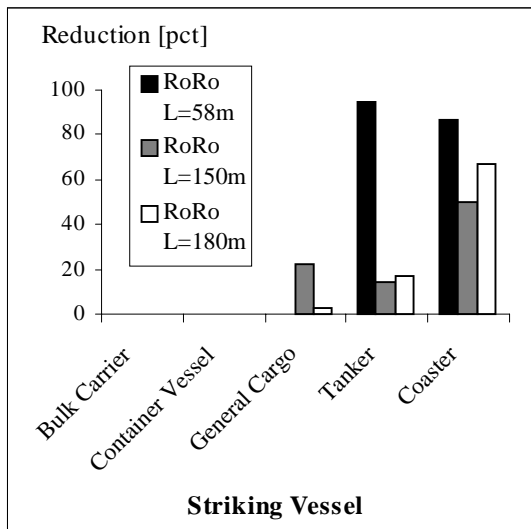 Reduction [pct]
100
80
60
40
20
0
RoRo
L=58m
RoRo
L=150m
RoRo
L=180m
Bulk Carrier
Container Vessel
General Cargo
Tanker
Coaster
Striking Vessel